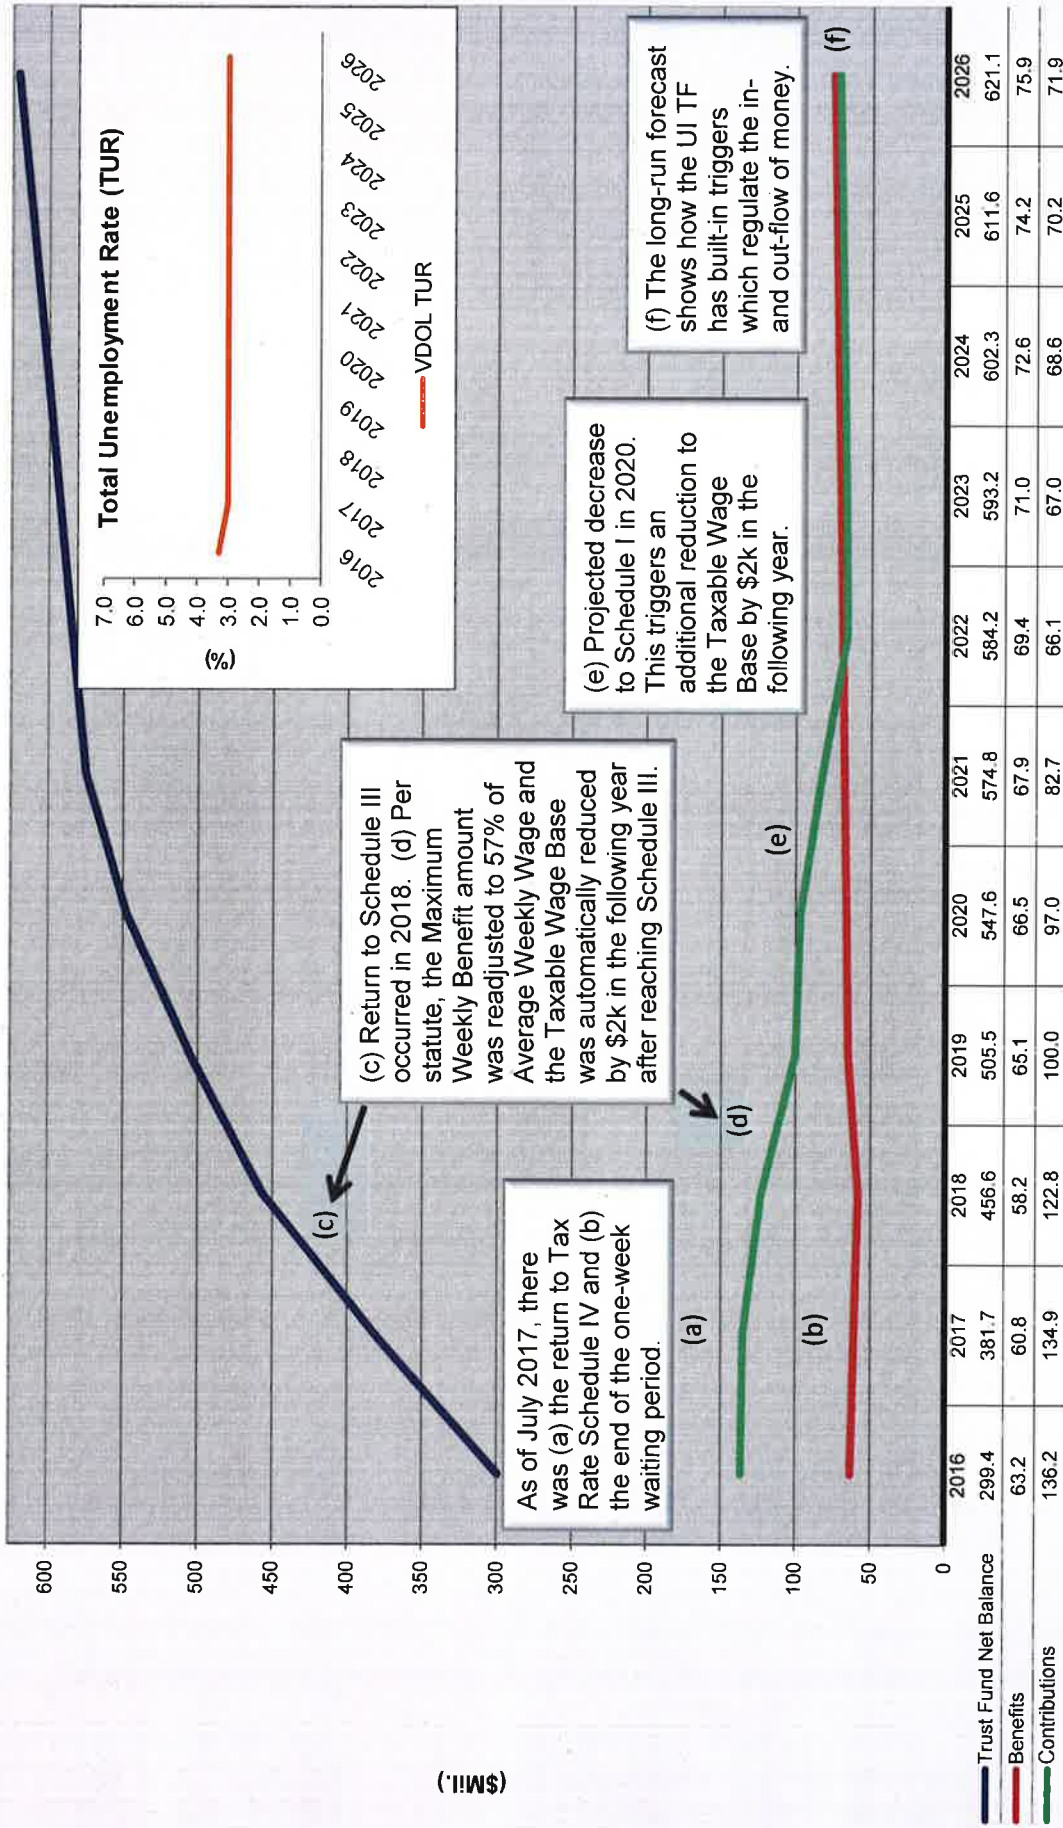 ($Mil.)
600
550
500
450
400
350
300
250
200
150
100
50
0
Total Unemployment Rate (TUR)
(%)
7.0
6.0
5.0
4.0
3.0
2.0
1.0
0.0
2016
2017
2018
2019
2020
2021
2022
2023
2024
2025
2026
VDOL TUR
(c) Return to Schedule III
occurred in 2018. (d) Per
statute, the Maximum
Weekly Benefit amount
was readjusted to 57% of
Average Weekly Wage and
the Taxable Wage Base
was automatically reduced
by $2k in the following year
after reaching Schedule III.
(c)
As of July 2017, there
was (a) the return to Tax
Rate Schedule IV and (b)
the end of the one-week
waiting period.
(e) Projected decrease
to Schedule I in 2020.
This triggers an
additional reduction to
the Taxable Wage
Base by $2k in the
following year.
(f) The long-run forecast
shows how the UI TF
has built-in triggers
which regulate the in-
and out-flow of money.
(a)
(d)
(e)
(b)
(f)
2016 2017 2018 2019 2020 2021 2022 2023 2024 2025 2026
Trust Fund Net Balance 299.4 381.7 456.6 505.5 547.6 574.8 584.2 593.2 602.3 611.6 621.1
Benefits 63.2 60.8 58.2 65.1 66.5 67.9 69.4 71.0 72.6 74.2 75.9
Contributions 136.2 134.9 122.8 100.0 97.0 82.7 66.1 67.0 68.6 70.2 71.9